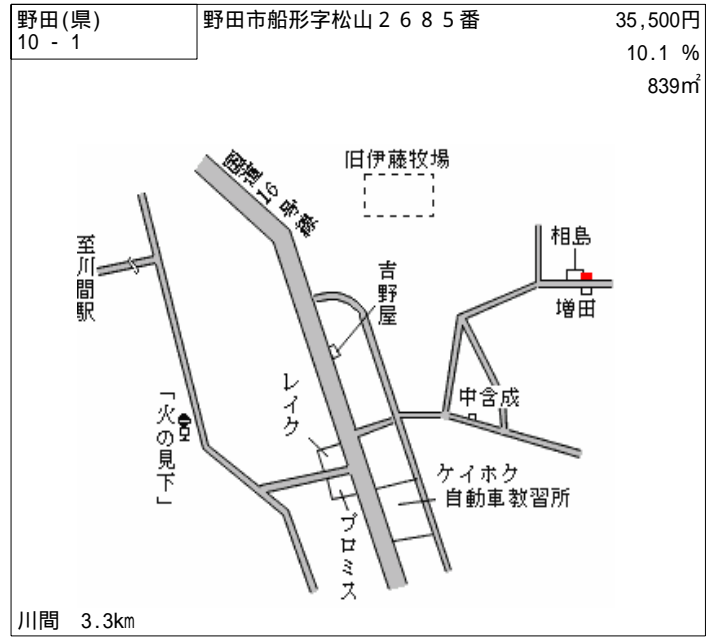 野田(県)
10 - 1
野田市船形字松山２６８５番
35,500円
10.1 %
839㎡
旧伊藤牧場
国道16号線
相島
至川間駅
吉野屋
増田
レイク
中含成
「火の見下」
ケイホク
自動車教習所
プロミス
川間 3.3km